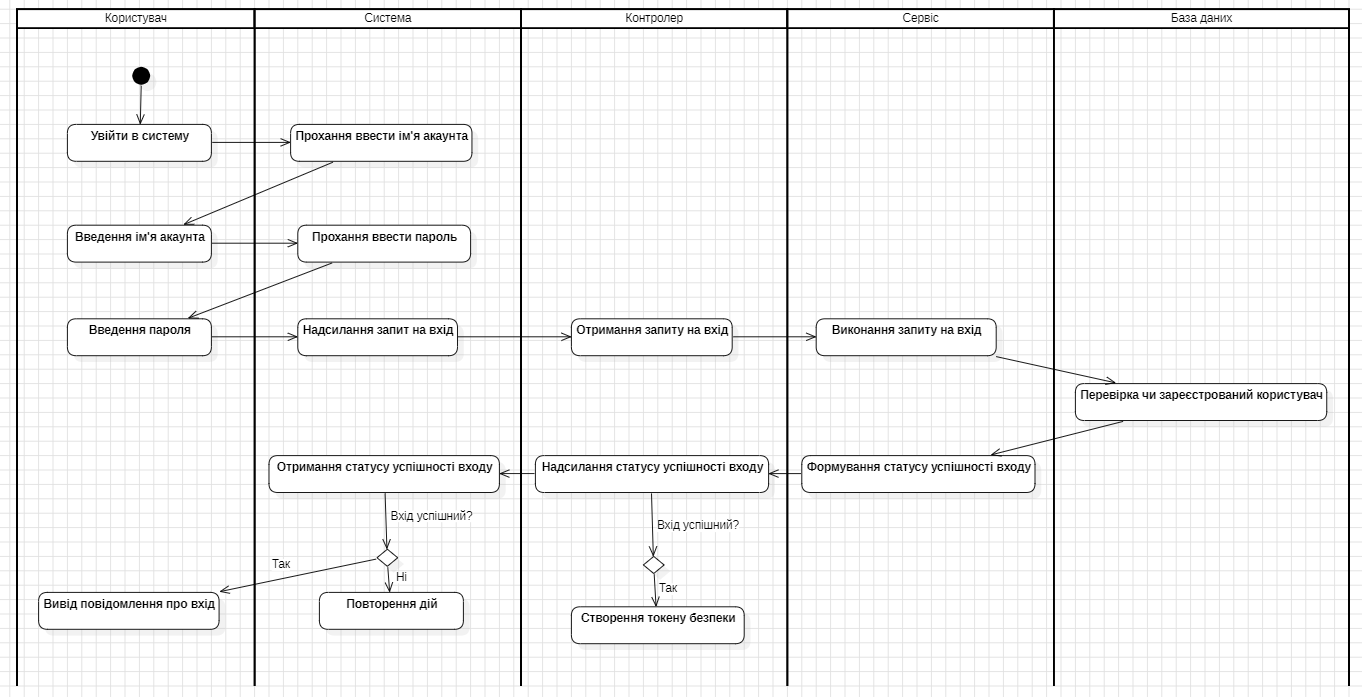 Користувач
Система
Контролер
Сервіс
База даних
Увійти в систему
Прохання ввести ім'я акаунта
Введення ім'я акаунта
Прохання ввести пароль
Введення пароля
Надсилання запит на вхід
Отримання запиту на вхід
Виконання запиту на вхід
Перевірка чи зареєстрований користувач
Отримання статусу успішності входу
Надсилання статусу успішності входу
Формування статусу успішності входу
Вхід успішний?
Вхід успішний?
Так
Ні
Так
Вивід повідомлення про вхід
Повторення дій
Створення токену безпеки